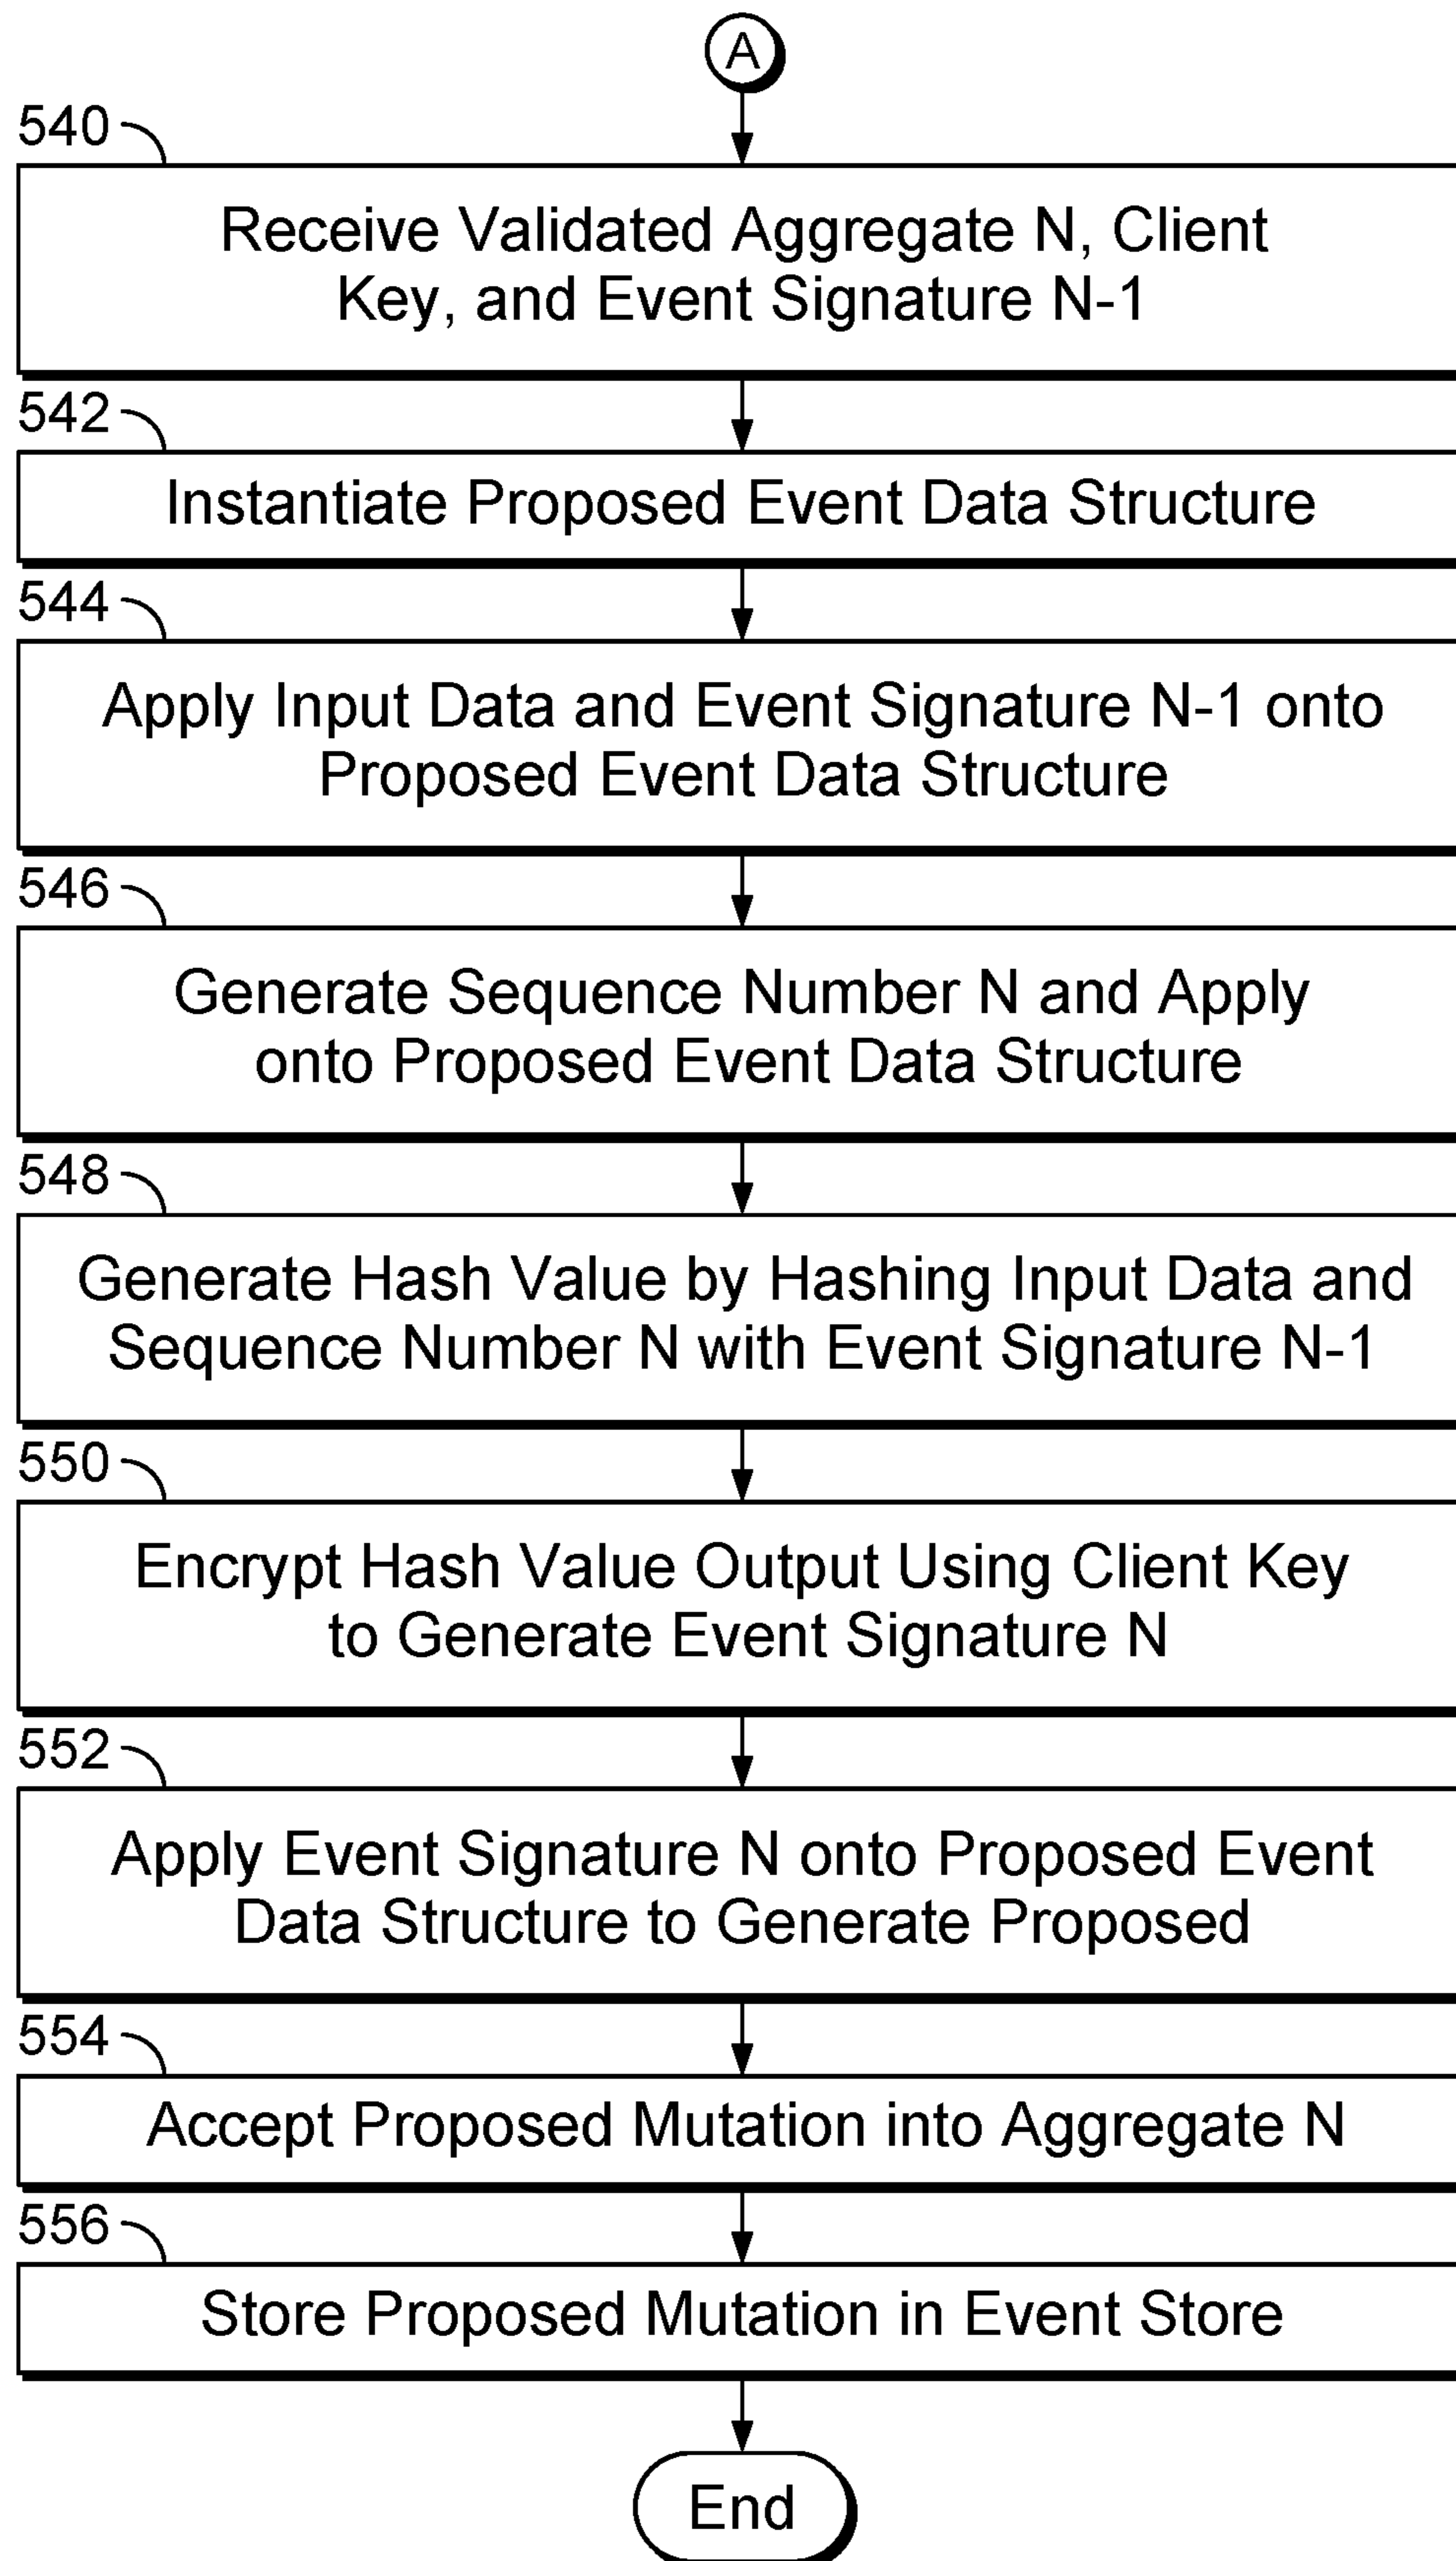 A
540
Receive Validated Aggregate N, Client
Key, and Event Signature N-1
542
Instantiate Proposed Event Data Structure
544
Apply Input Data and Event Signature N-1 onto
Proposed Event Data Structure
546
Generate Sequence Number N and Apply
onto Proposed Event Data Structure
548
Generate Hash Value by Hashing Input Data and
Sequence Number N with Event Signature N-1
550
Encrypt Hash Value Output Using Client Key
to Generate Event Signature N
552
Apply Event Signature N onto Proposed Event
Data Structure to Generate Proposed
554
Accept Proposed Mutation into Aggregate N
556
Store Proposed Mutation in Event Store
End